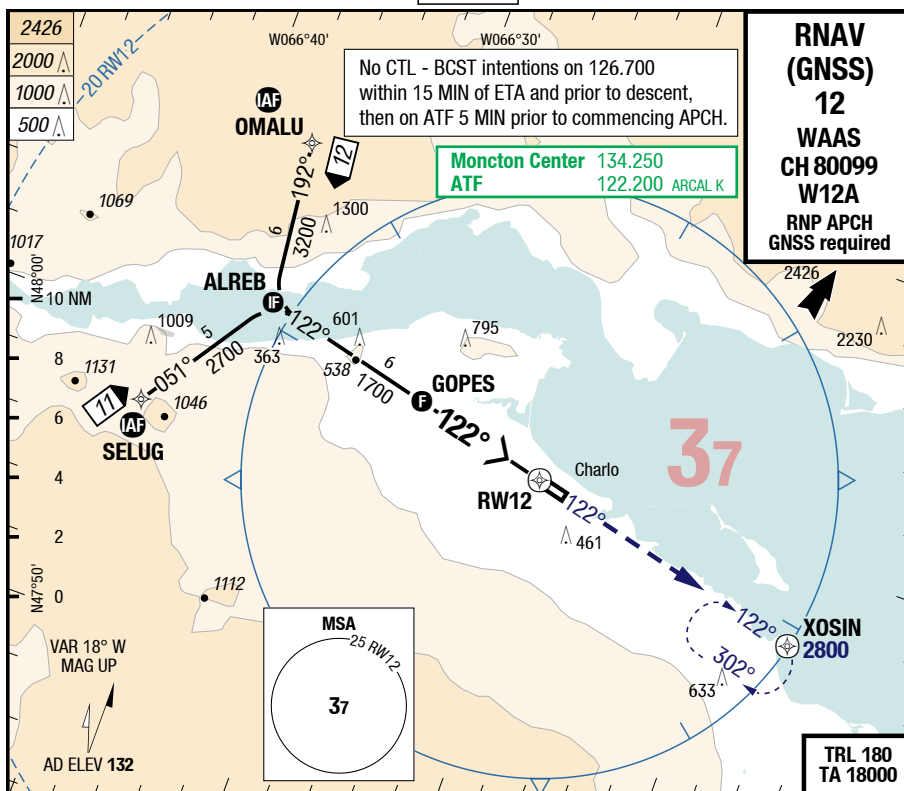 2426
2000
1000
500
20 RW12
W066°40'
W066°30'
No CTL - BCST intentions on 126.700
within 15 MIN of ETA and prior to descent,
then on ATF 5 MIN prior to commencing APCH.
Moncton Center 134.250
ATF 122.200 ARCAL K
RNAV
(GNSS)
12
WAAS
CH 80099
W12A
RNP APCH
GNSS required
IAF
OMALU
192°
12
6
3200
1300
1069
1017
N48°00'
10 NM
ALREB
IF
122°
2426
2230
1009
5
051°
2700
363
601
538
795
6
1700
GOPES
F
122°
8
1131
11
1046
6
IAF
SELUG
37
Charlo
4
RW12
122°
461
2
N47°50'
0
1112
MSA
25 RW12
37
122°
XOSIN
2800
302°
633
VAR 18° W
MAG UP
AD ELEV 132
TRL 180
TA 18000